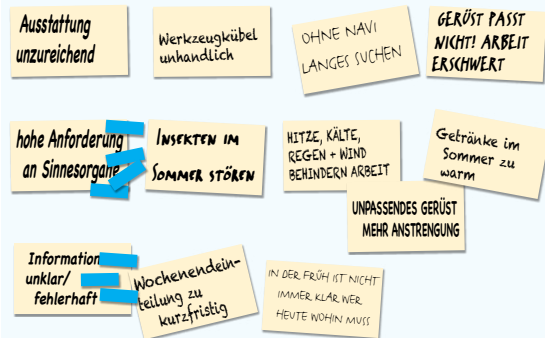 Ausstattung
unzureichend
Werkzeugkübel
unhandlich
OHNE NAVI
LANGES SUCHEN
GERÜST PASST
NICHT! ARBEIT
ERSCHWERT
hohe Anforderung
an Sinnesorgane
INSEKTEN IM
SOMMER STÖREN
HITZE, KÄLTE,
REGEN + WIND
BEHINDERN ARBEIT
Getränke im
Sommer zu
warm
UNPASSENDES GERÜST
MEHR ANSTRENGUNG
Information
unklar/
fehlerhaft
Wochenendein-
teilung zu
kurzfristig
IN DER FRÜH IST NICHT
IMMER KLAR WER
HEUTE WOHIN MUSS